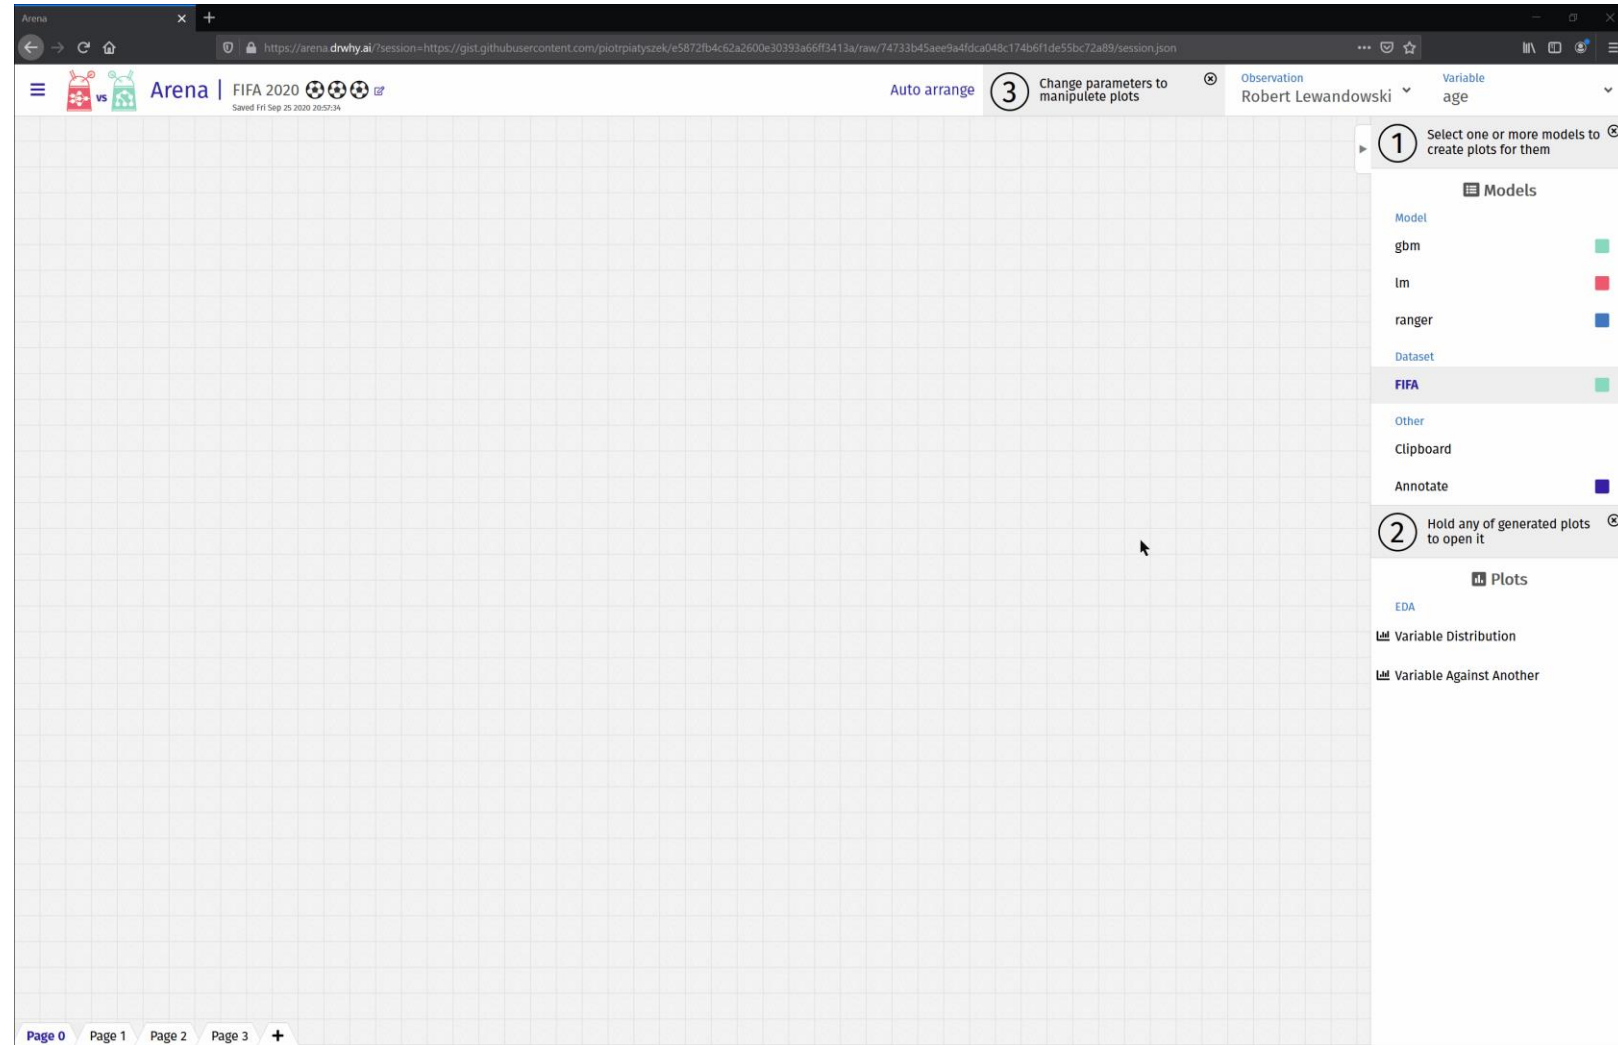 Arena
https://arena.drwhy.ai/?session=https://gist.githubusercontent.com/piotrpiatyszek/e5872fb4c62a2600e30393a66ff3413a/raw/74733b45aee9a4fdca048c174b6f1de55bc72a89/session.json
vs
Arena | FIFA 2020
Saved Fri Sep 25 2020 20:57:34
Auto arrange
3
Change parameters to
manipulete plots
Observation
Robert Lewandowski
Variable
age
1
Select one or more models to
create plots for them
Models
Model
gbm
lm
ranger
Dataset
FIFA
Other
Clipboard
Annotate
2
Hold any of generated plots
to open it
Plots
EDA
Variable Distribution
Variable Against Another
Page 0 Page 1 Page 2 Page 3 +